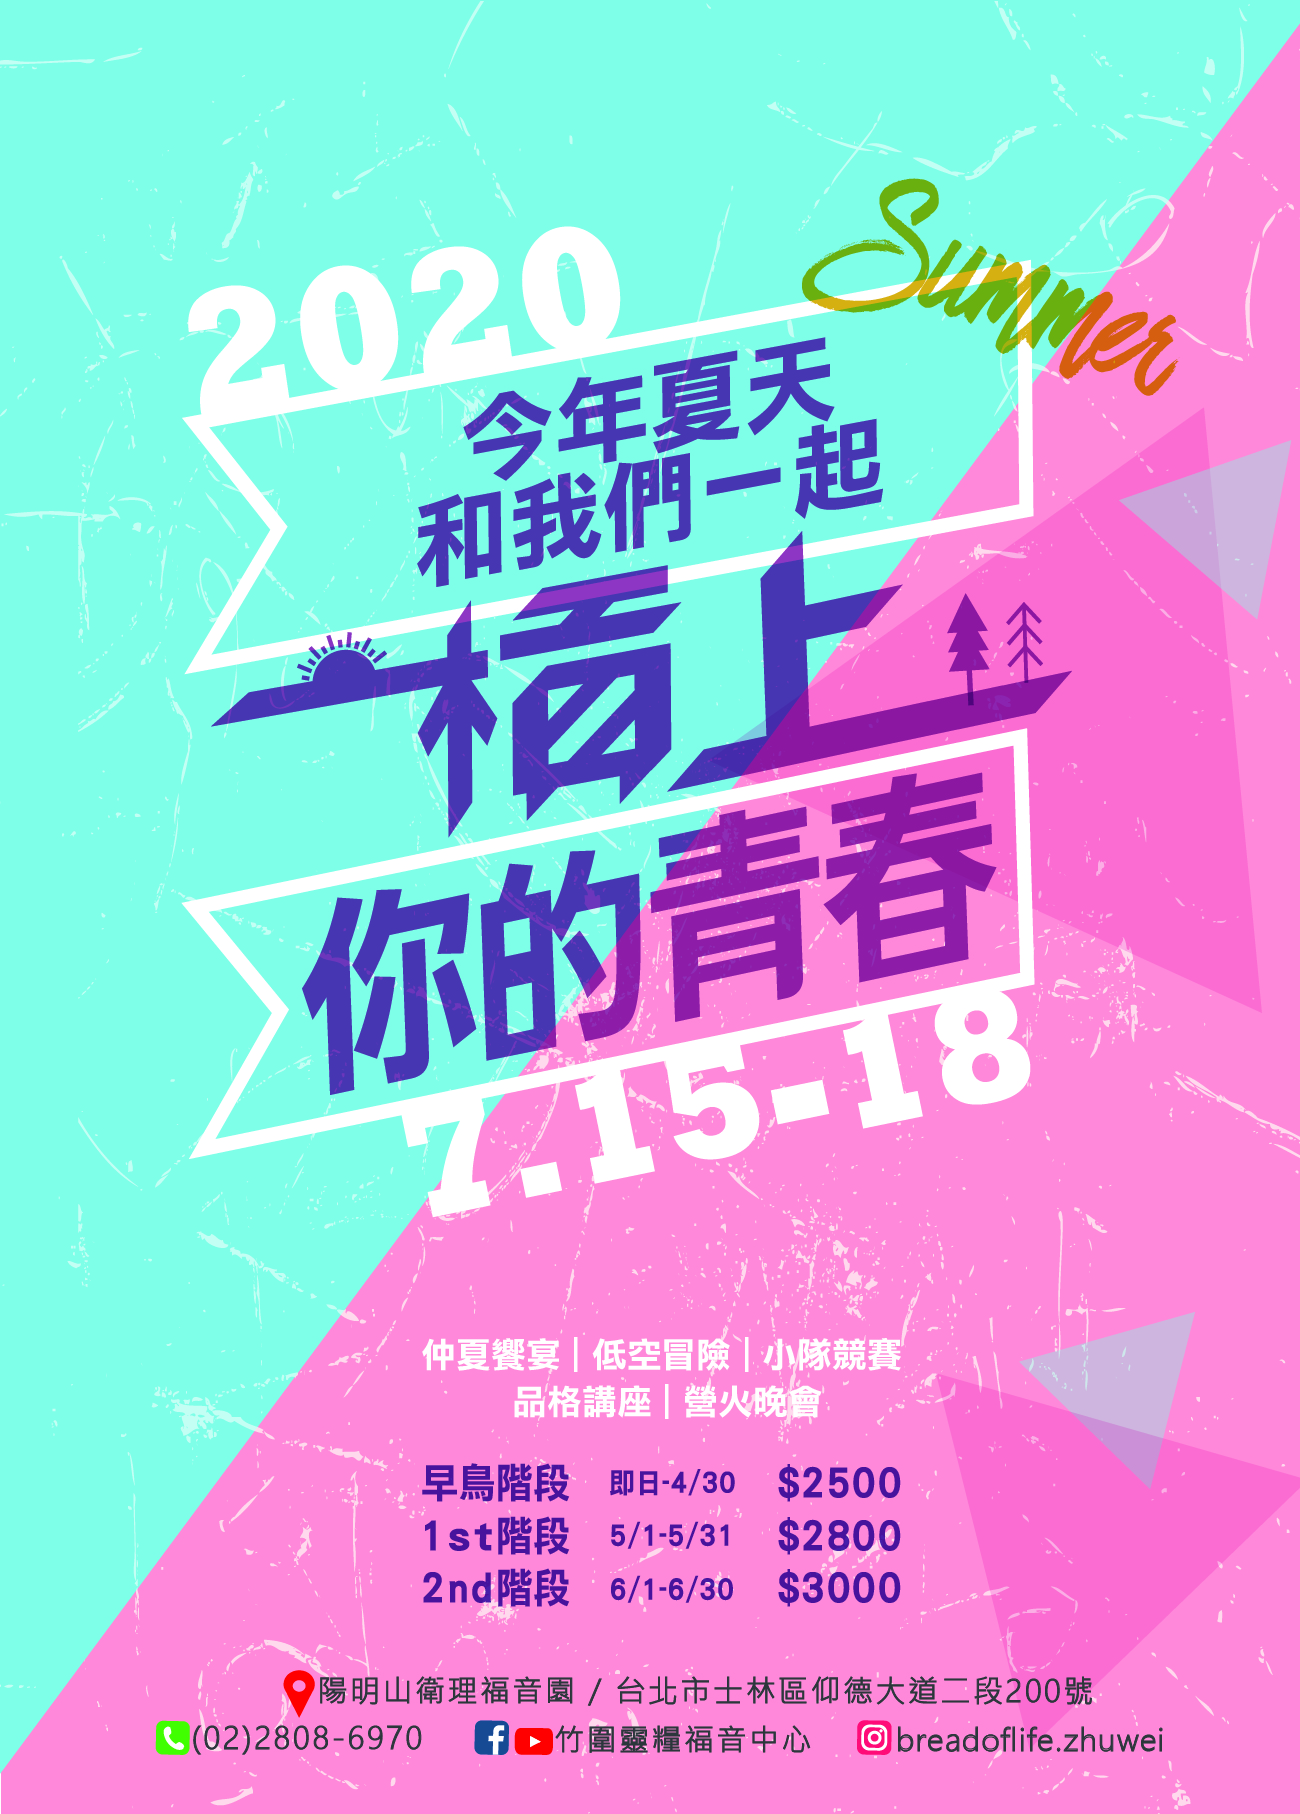 2020
Summer
今年夏天
和我們一起
槓上
你的青春
7.15-18
仲夏饗宴|低空冒險|小隊競賽
品格講座|營火晚會
早鳥階段 即日-4/30 $2500
1st階段 5/1-5/31 $2800
2nd階段 6/1-6/30 $3000
陽明山衛理福音園 / 台北市士林區仰德大道二段200號
(02)2808-6970 竹圍靈糧福音中心 breadoflife.zhuwei